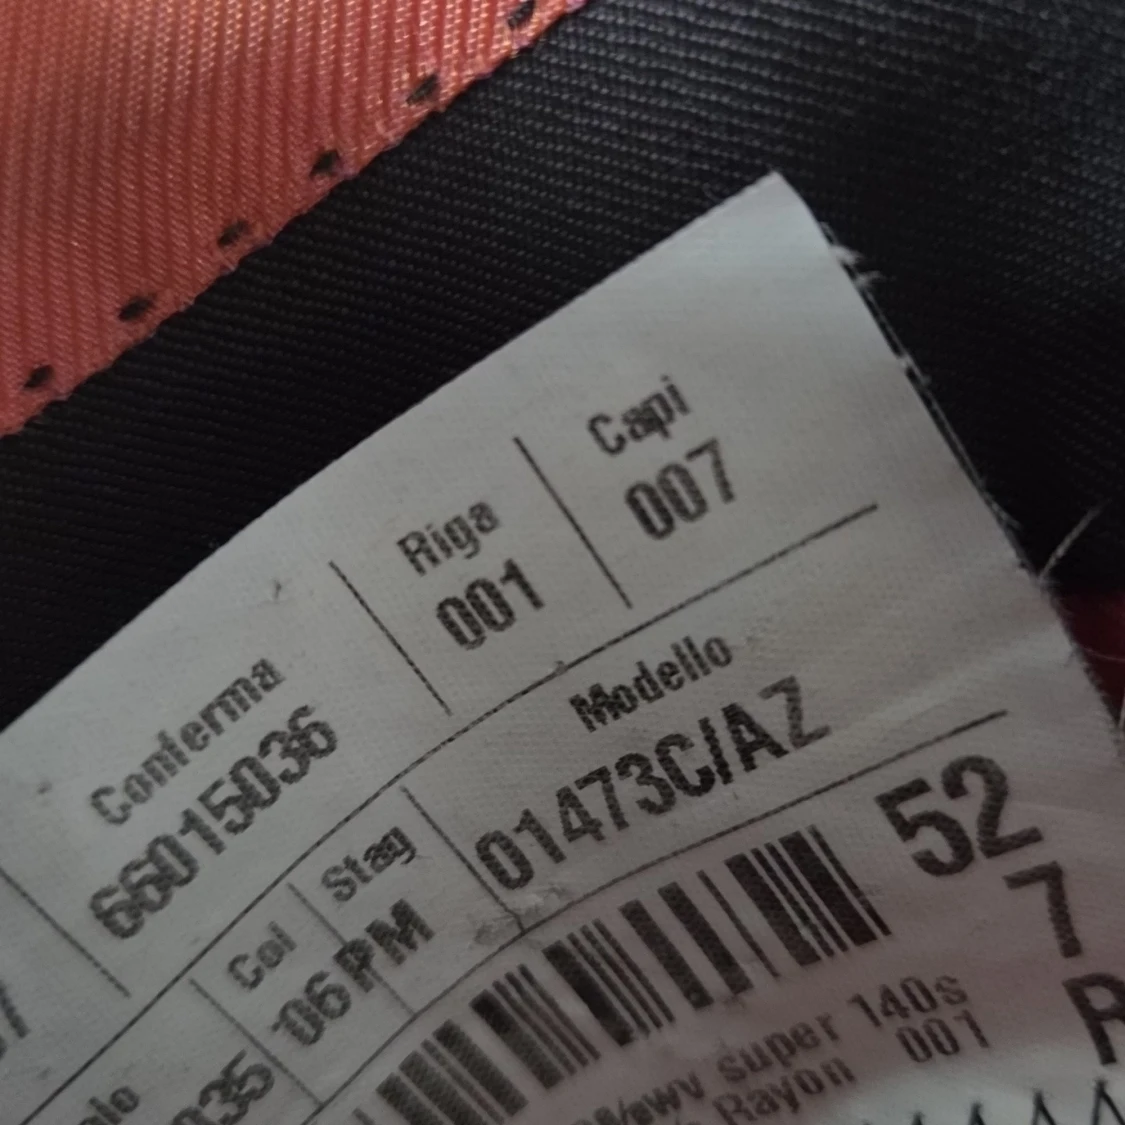 Conferma Riga Capi
66015036 001 007
Col Stag Modello
06 PM 01473C/AZ
52
7
R
super 140s
Rayon 001